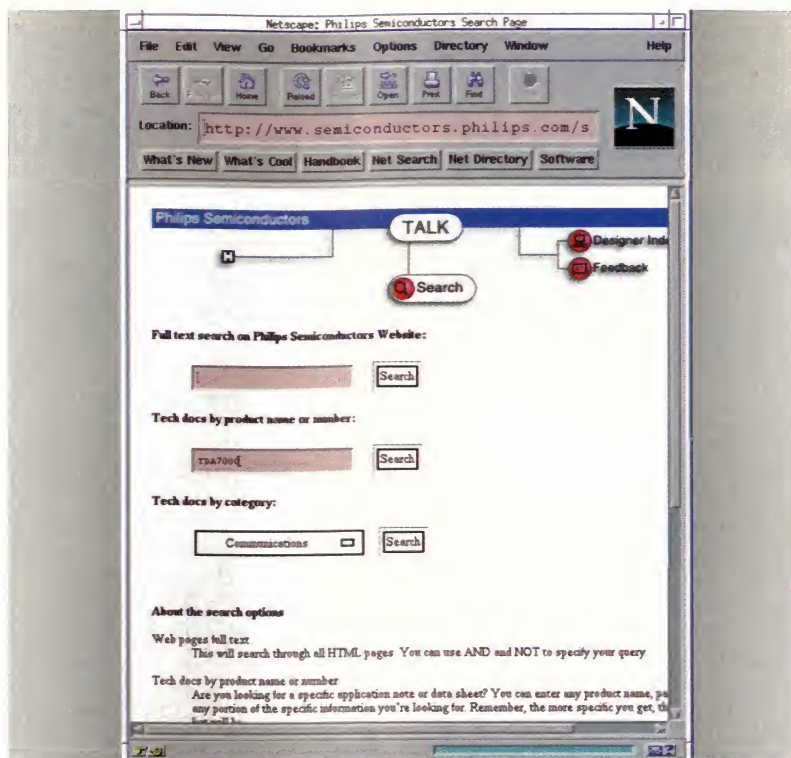 Netscape: Philips Semiconductors Search Page
File Edit View Go Bookmarks Options Directory Window Help
Back Home Reload Open Print Find
N
Location: http://www.semiconductors.philips.com/s
What's New What's Cool Handbook Net Search Net Directory Software
Philips Semiconductors
TALK
H
Designer Inde
Feedback
Search
Full text search on Philips Semiconductors Website:
Search
Tech docs by product name or number:
TDA7000 Search
Tech docs by category:
Communications Search
About the search options
Web pages full text
This will search through all HTML pages. You can use AND and NOT to specify your query.
Tech docs by product name or number
Are you looking for a specific application note or data sheet? You can enter any product name, pa
any portion of the specific information you're looking for. Remember, the more specific you get, th